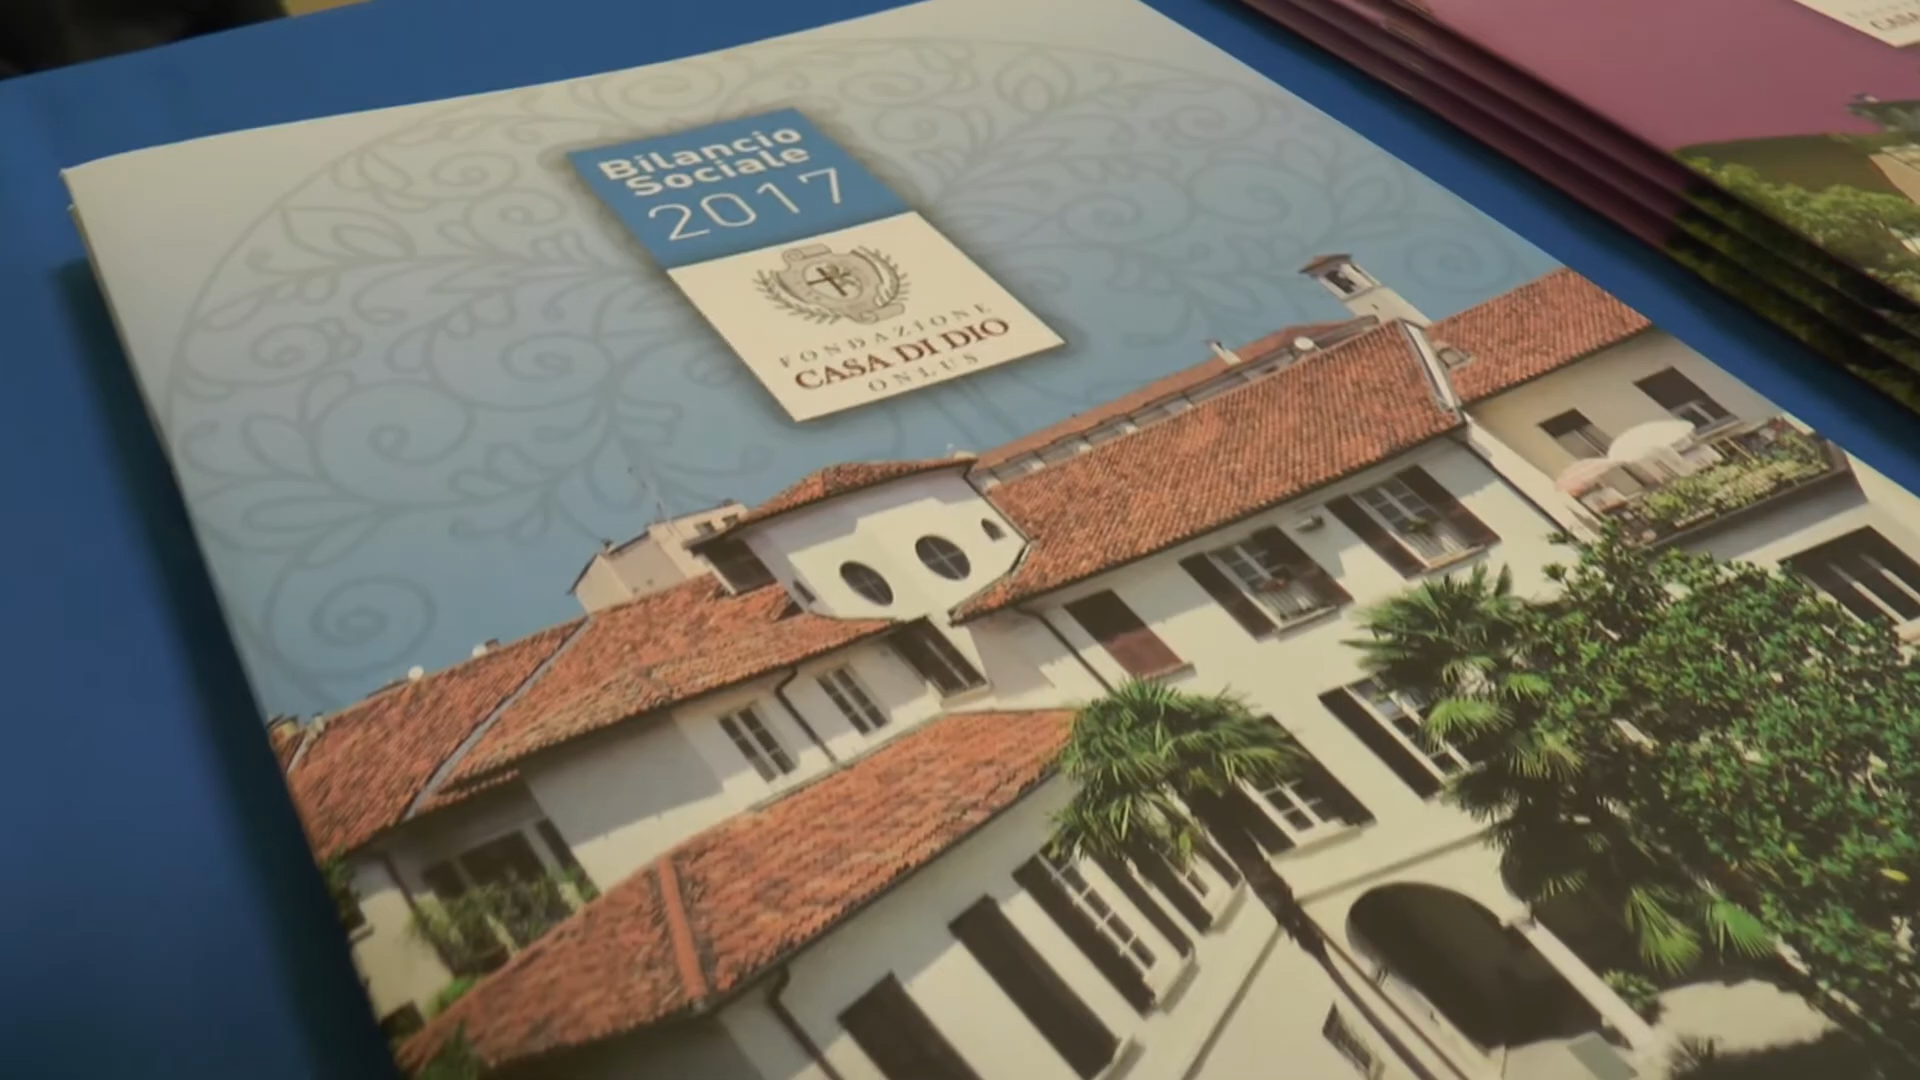 Bilancio
Sociale
2017
FONDAZIONE
CASA DI DIO
ONLUS